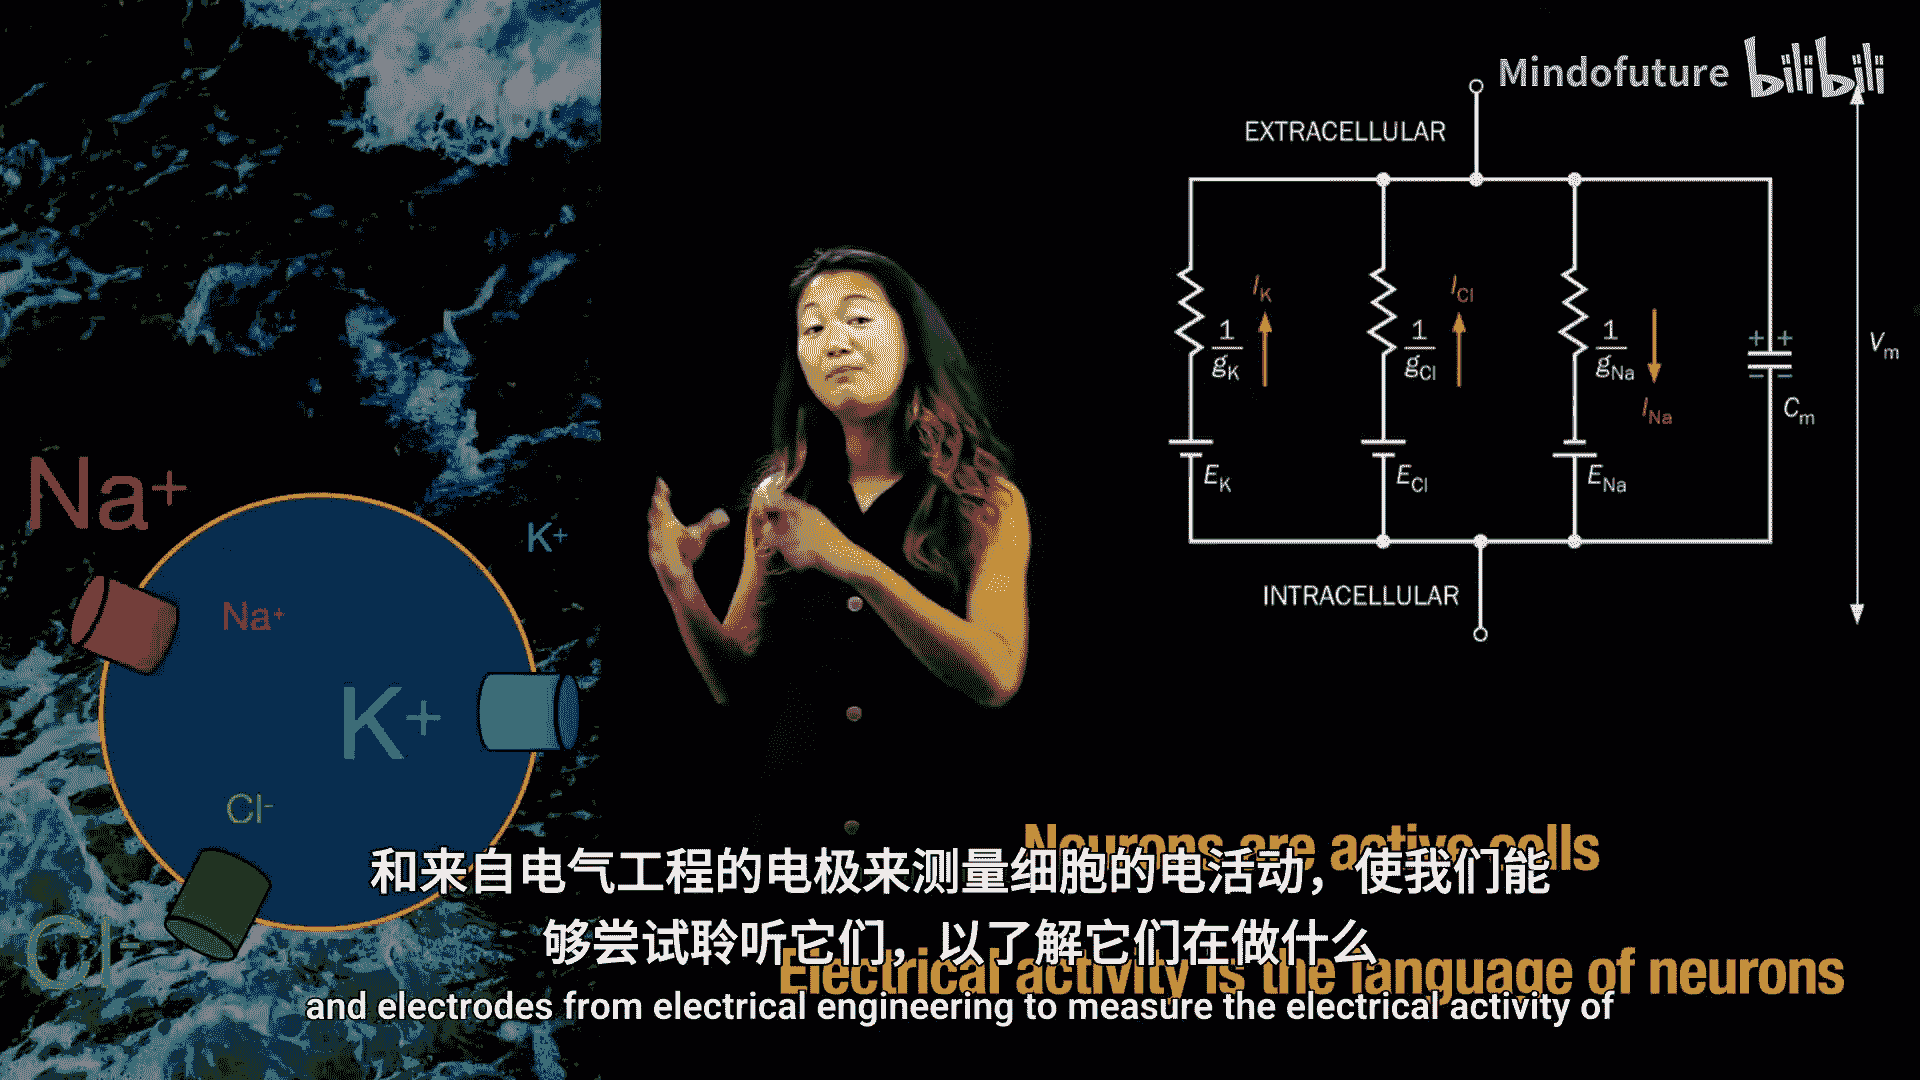 Mindofuture bilibili
EXTRACELLULAR
I_K
I_Cl
1/g_K
1/g_Cl
1/g_Na
I_Na
+ +
− −
V_m
C_m
E_K
E_Cl
E_Na
INTRACELLULAR
Na⁺
K⁺
Na⁺
K⁺
Cl⁻
Cl⁻
Neurons are active cells
和来自电气工程的电极来测量细胞的电活动，使我们能
够尝试聆听它们，以了解它们在做什么
Electrical activity is the language of neurons
and electrodes from electrical engineering to measure the electrical activity of